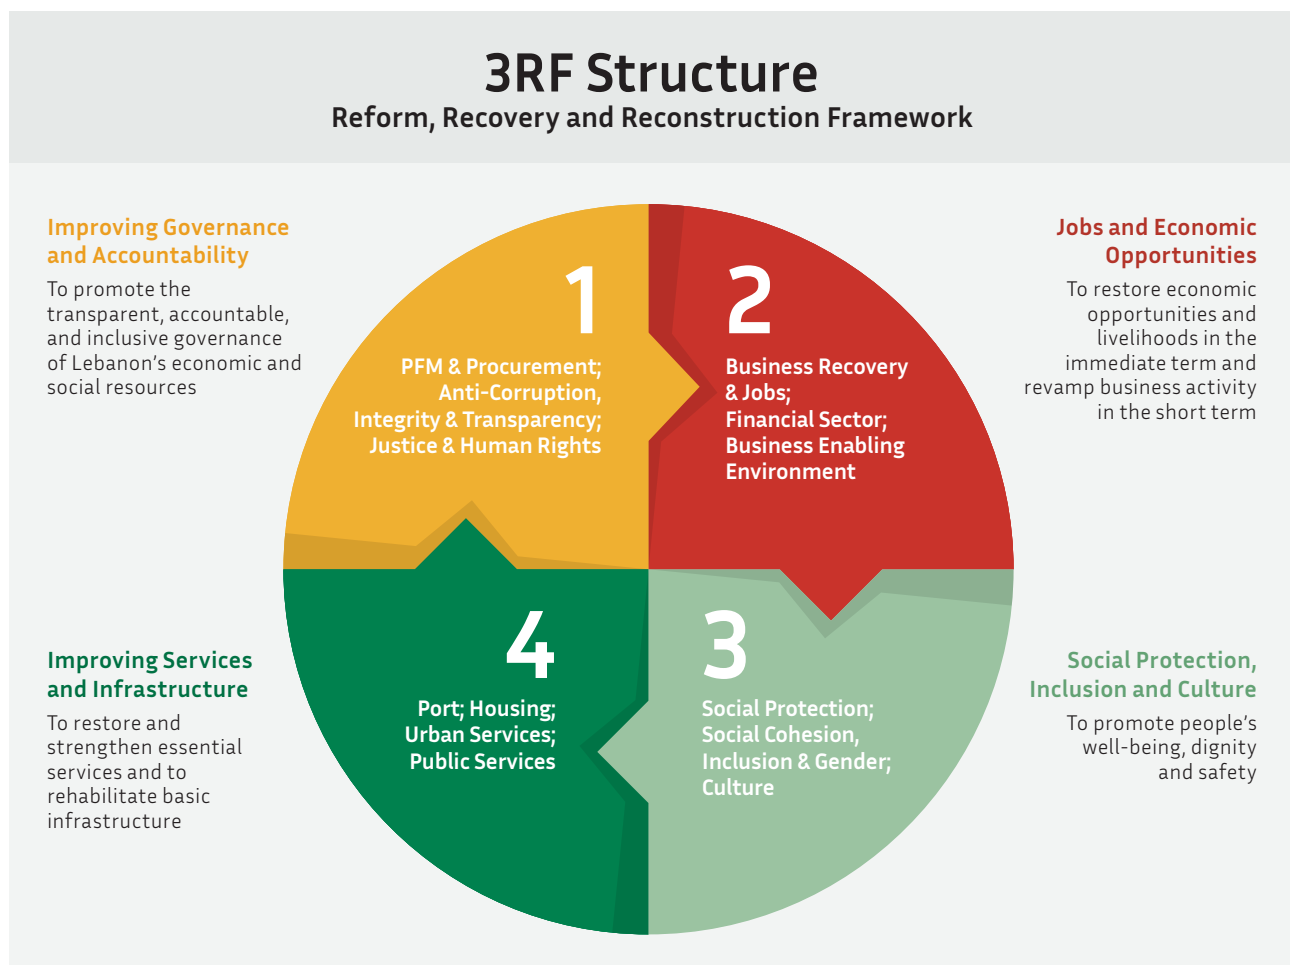 3RF Structure
Reform, Recovery and Reconstruction Framework
Improving Governance
and Accountability
To promote the
transparent, accountable,
and inclusive governance
of Lebanon’s economic and
social resources
1
PFM & Procurement;
Anti-Corruption,
Integrity & Transparency;
Justice & Human Rights
2
Business Recovery
& Jobs;
Financial Sector;
Business Enabling
Environment
Jobs and Economic
Opportunities
To restore economic
opportunities and
livelihoods in the
immediate term and
revamp business activity
in the short term
Improving Services
and Infrastructure
To restore and
strengthen essential
services and to
rehabilitate basic
infrastructure
4
Port; Housing;
Urban Services;
Public Services
3
Social Protection;
Social Cohesion,
Inclusion & Gender;
Culture
Social Protection,
Inclusion and Culture
To promote people’s
well-being, dignity
and safety